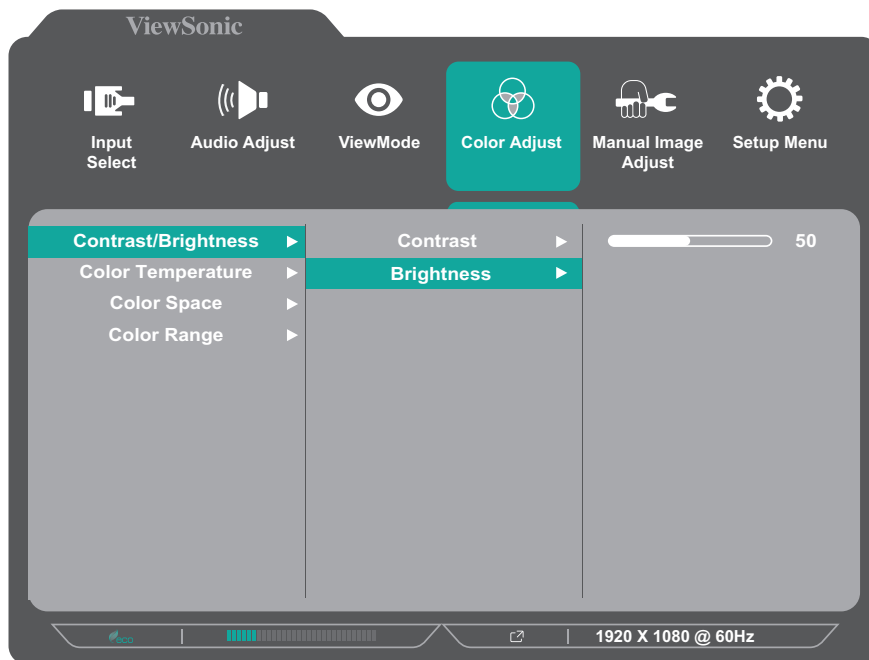 ViewSonic
Input
Select
Audio Adjust
ViewMode
Color Adjust
Manual Image
Adjust
Setup Menu
Contrast/Brightness
Color Temperature
Color Space
Color Range
Contrast
Brightness
50
eco
1920 X 1080 @ 60Hz